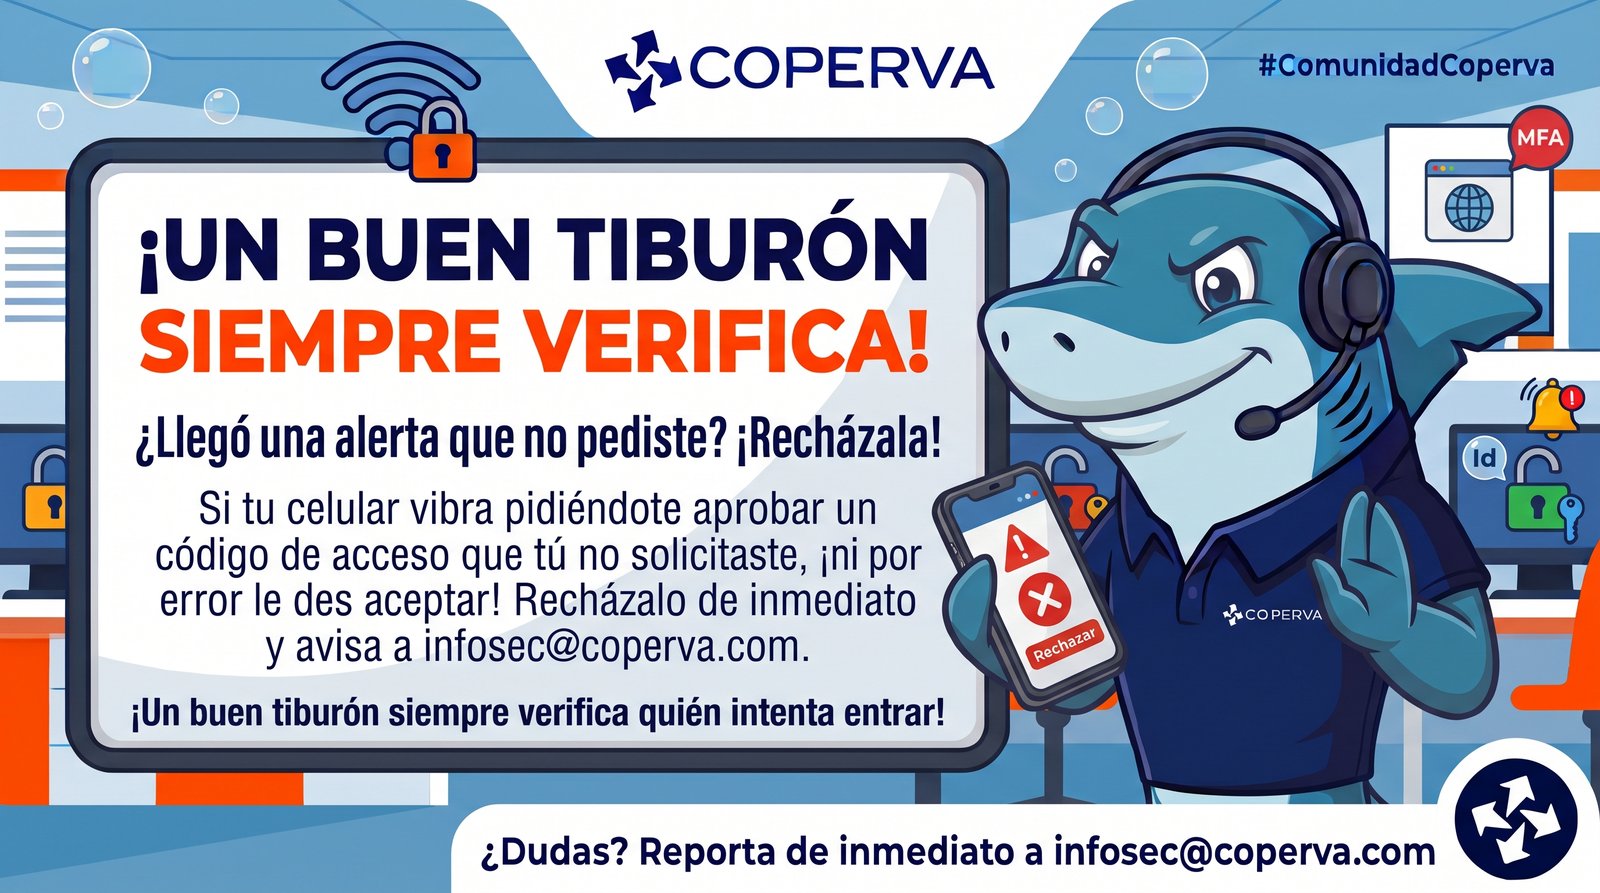 COPERVA
#ComunidadCoperva
MFA
¡UN BUEN TIBURÓN
SIEMPRE VERIFICA!
¿Llegó una alerta que no pediste? ¡Recházala!
Si tu celular vibra pidiéndote aprobar un
código de acceso que tú no solicitaste, ¡ni por
error le des aceptar! Recházalo de inmediato
y avisa a infosec@coperva.com.
¡Un buen tiburón siempre verifica quién intenta entrar!
Id
Rechazar
COPERVA
¿Dudas? Reporta de inmediato a infosec@coperva.com